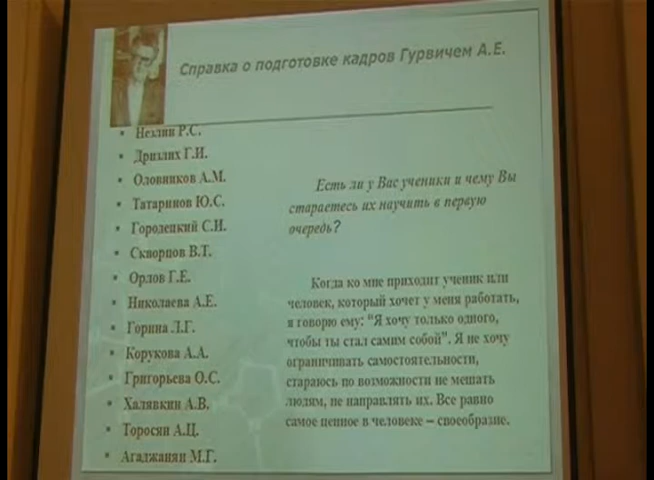 Справка о подготовке кадров Гурвичем А.Е.
Незлин Р.С.
Дризлих Г.И.
Оловников А.М.
Татаринов Ю.С.
Городецкий С.И.
Скворцов В.Т.
Орлов Г.Е.
Николаева А.Е.
Горина Л.Г.
Корукова А.А.
Григорьева О.С.
Халявкин А.В.
Торосян А.Ц.
Агаджанян М.Г.
Есть ли у Вас ученики и чему Вы
стараетесь их научить в первую
очередь?
Когда ко мне приходит ученик или
человек, который хочет у меня работать,
я говорю ему: “Я хочу только одного,
чтобы ты стал самим собой”. Я не хочу
ограничивать самостоятельности,
стараюсь по возможности не мешать
людям, не направлять их. Все равно
самое ценное в человеке – своеобразие.